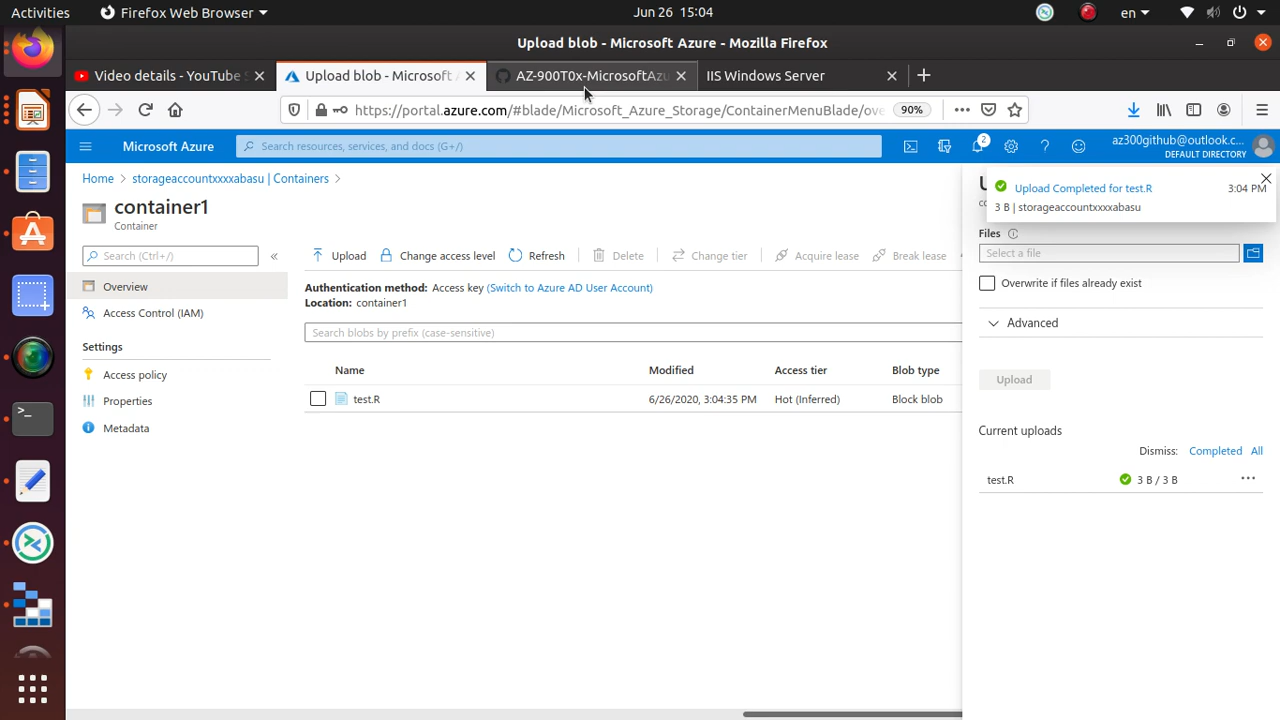 Activities
Firefox Web Browser
Jun 26 15:04
en
Upload blob - Microsoft Azure - Mozilla Firefox
Video details - YouTube S
Upload blob - Microsoft A
AZ-900T0x-MicrosoftAzu
IIS Windows Server
https://portal.azure.com/#blade/Microsoft_Azure_Storage/ContainerMenuBlade/ove
90%
Microsoft Azure
Search resources, services, and docs (G+/)
2
az300github@outlook.c...
DEFAULT DIRECTORY
Home > storageaccountxxxxabasu | Containers >
container1
Container
Search (Ctrl+/)
Overview
Access Control (IAM)
Settings
Access policy
Properties
Metadata
Upload
Change access level
Refresh
Delete
Change tier
Acquire lease
Break lease
Authentication method: Access key (Switch to Azure AD User Account)
Location: container1
Search blobs by prefix (case-sensitive)
Name Modified Access tier Blob type
test.R 6/26/2020, 3:04:35 PM Hot (Inferred) Block blob
Upload Completed for test.R 3:04 PM
3 B | storageaccountxxxxabasu
Files
Select a file
Overwrite if files already exist
Advanced
Upload
Current uploads
Dismiss: Completed All
test.R 3 B / 3 B